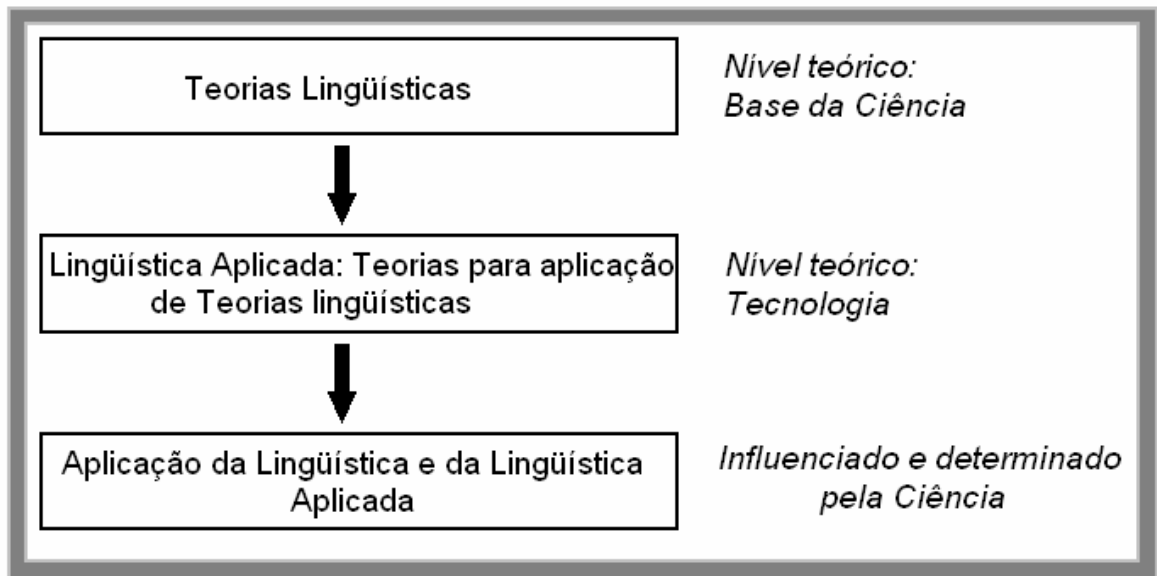 Teorias Lingüísticas
Nível teórico:
Base da Ciência
Lingüística Aplicada: Teorias para aplicação
de Teorias lingüísticas
Nível teórico:
Tecnologia
Aplicação da Lingüística e da Lingüística
Aplicada
Influenciado e determinado
pela Ciência